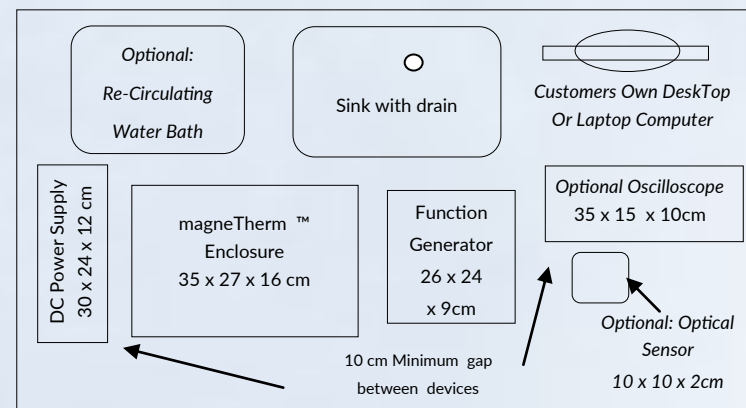 Optional:
Re-Circulating
Water Bath
Sink with drain
Customers Own DeskTop
Or Laptop Computer
DC Power Supply
30 x 24 x 12 cm
magneTherm ™
Enclosure
35 x 27 x 16 cm
Function
Generator
26 x 24
x 9cm
Optional Oscilloscope
35 x 15 x 10cm
Optional: Optical
Sensor
10 x 10 x 2cm
10 cm Minimum gap
between devices